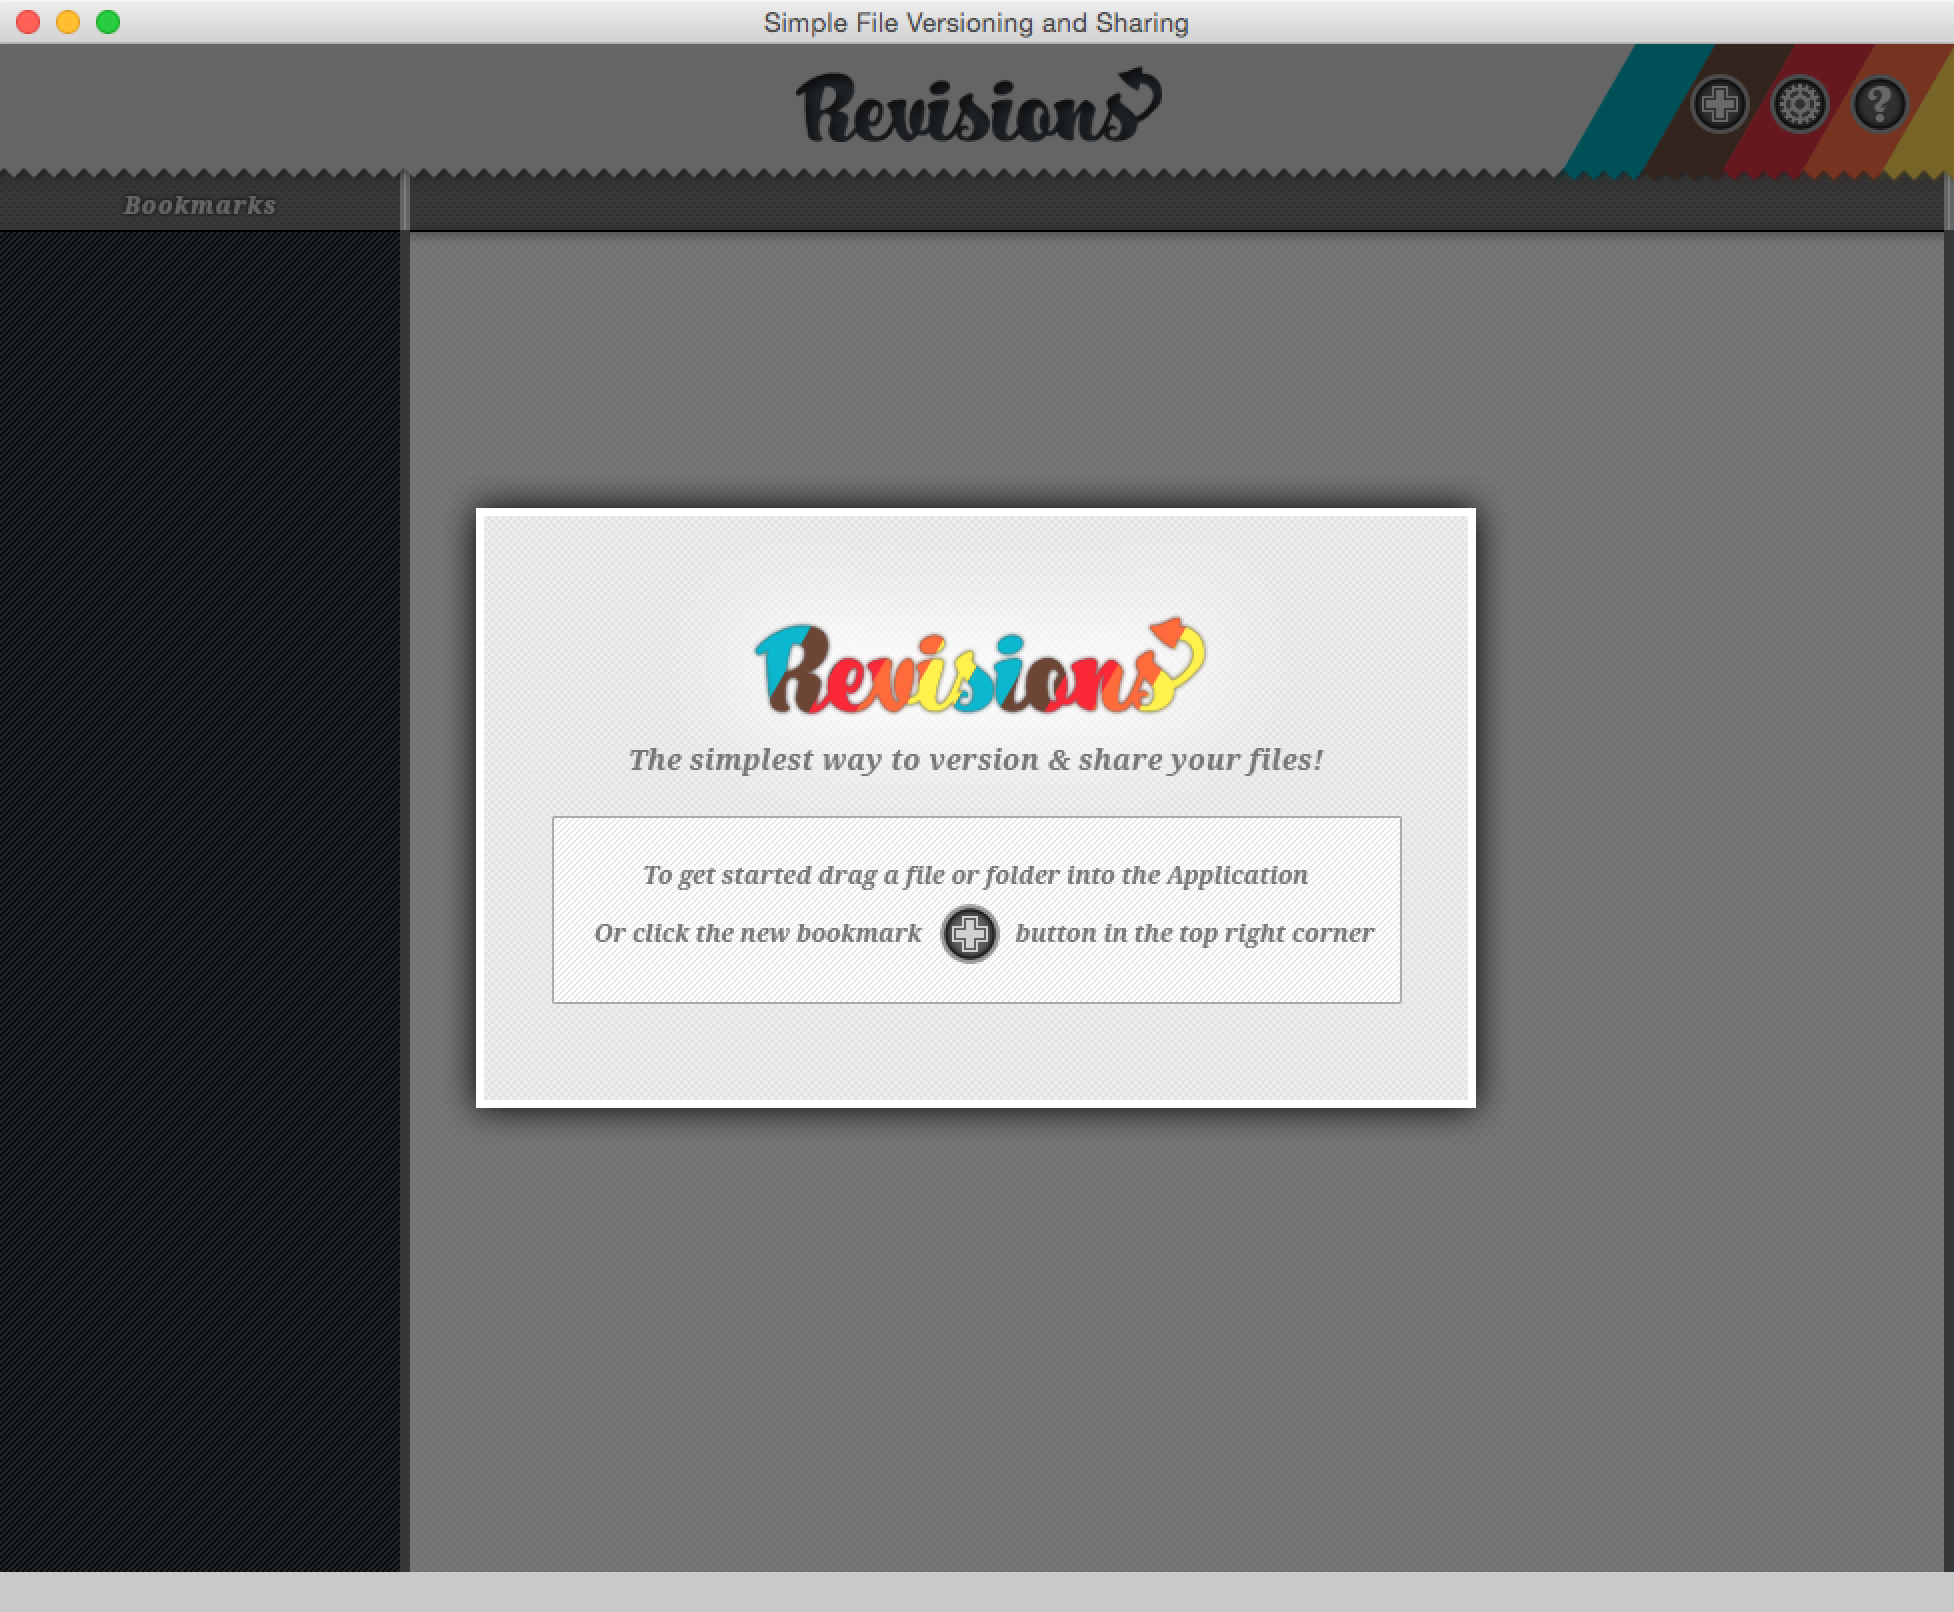 Simple File Versioning and Sharing
Revisions
Bookmarks
Revisions
The simplest way to version & share your files!
To get started drag a file or folder into the Application
Or click the new bookmark button in the top right corner